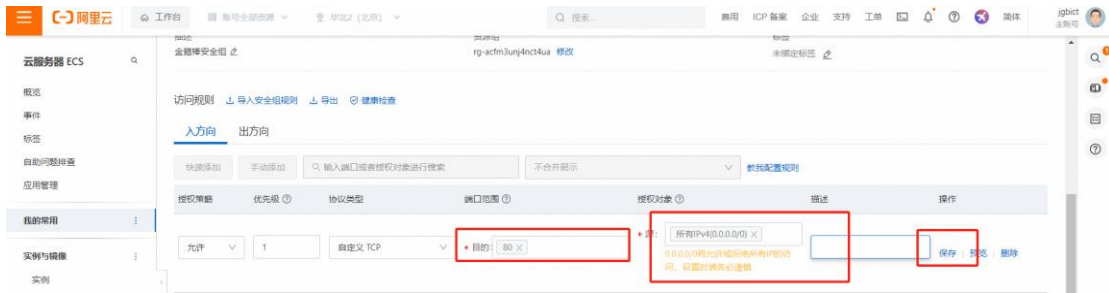 阿里云 工作台 账号全部资源 华北2 (北京) 搜索... 费用 ICP 备案 企业 支持 工单 简体 jgbict
主账号
云服务器 ECS
概览
事件
标签
自助问题排查
应用管理
我的常用
实例与镜像
实例
描述 资源组 标签
金箍棒安全组 rg-acfm3unj4nct4ua 修改 未绑定标签
访问规则 导入安全组规则 导出 健康检查
入方向 出方向
快速添加 手动添加 输入端口或者授权对象进行搜索 不合并展示 教我配置规则
授权策略 优先级 协议类型 端口范围 授权对象 描述 操作
允许 1 自定义 TCP * 目的: 80 * 源: 所有IPv4(0.0.0.0/0) 保存 预览 删除
0.0.0.0/0将允许或拒绝所有IP的访
问，设置时请务必谨慎